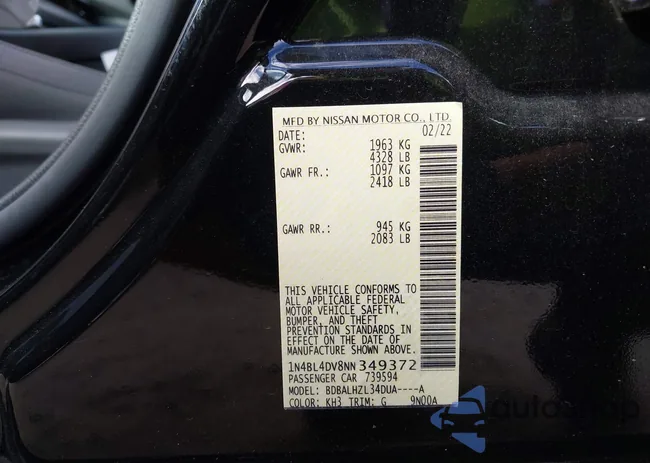 MFD BY NISSAN MOTOR CO., LTD.
DATE: 02/22
GVWR: 1963 KG
4328 LB
GAWR FR.: 1097 KG
2418 LB
GAWR RR.: 945 KG
2083 LB
THIS VEHICLE CONFORMS TO
ALL APPLICABLE FEDERAL
MOTOR VEHICLE SAFETY,
BUMPER, AND THEFT
PREVENTION STANDARDS IN
EFFECT ON THE DATE OF
MANUFACTURE SHOWN ABOVE.
1N4BL4DV8NN349372
PASSENGER CAR 739594
MODEL: BDBALHZL34DUA----A
COLOR: KH3 TRIM: G 9N00A